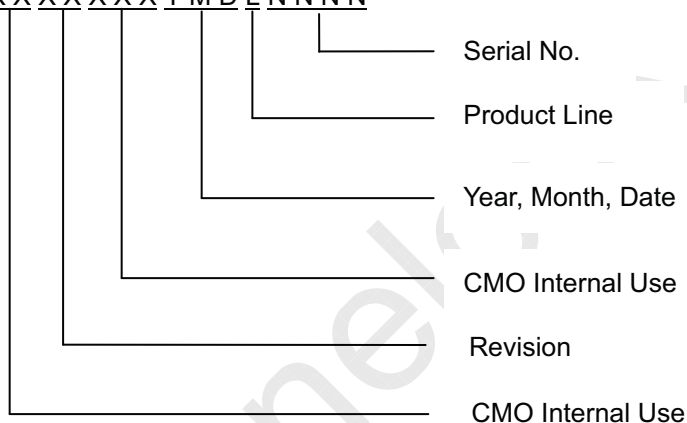 X X X X X X X Y M D L N N N N
Serial No.
Product Line
Year, Month, Date
CMO Internal Use
Revision
CMO Internal Use